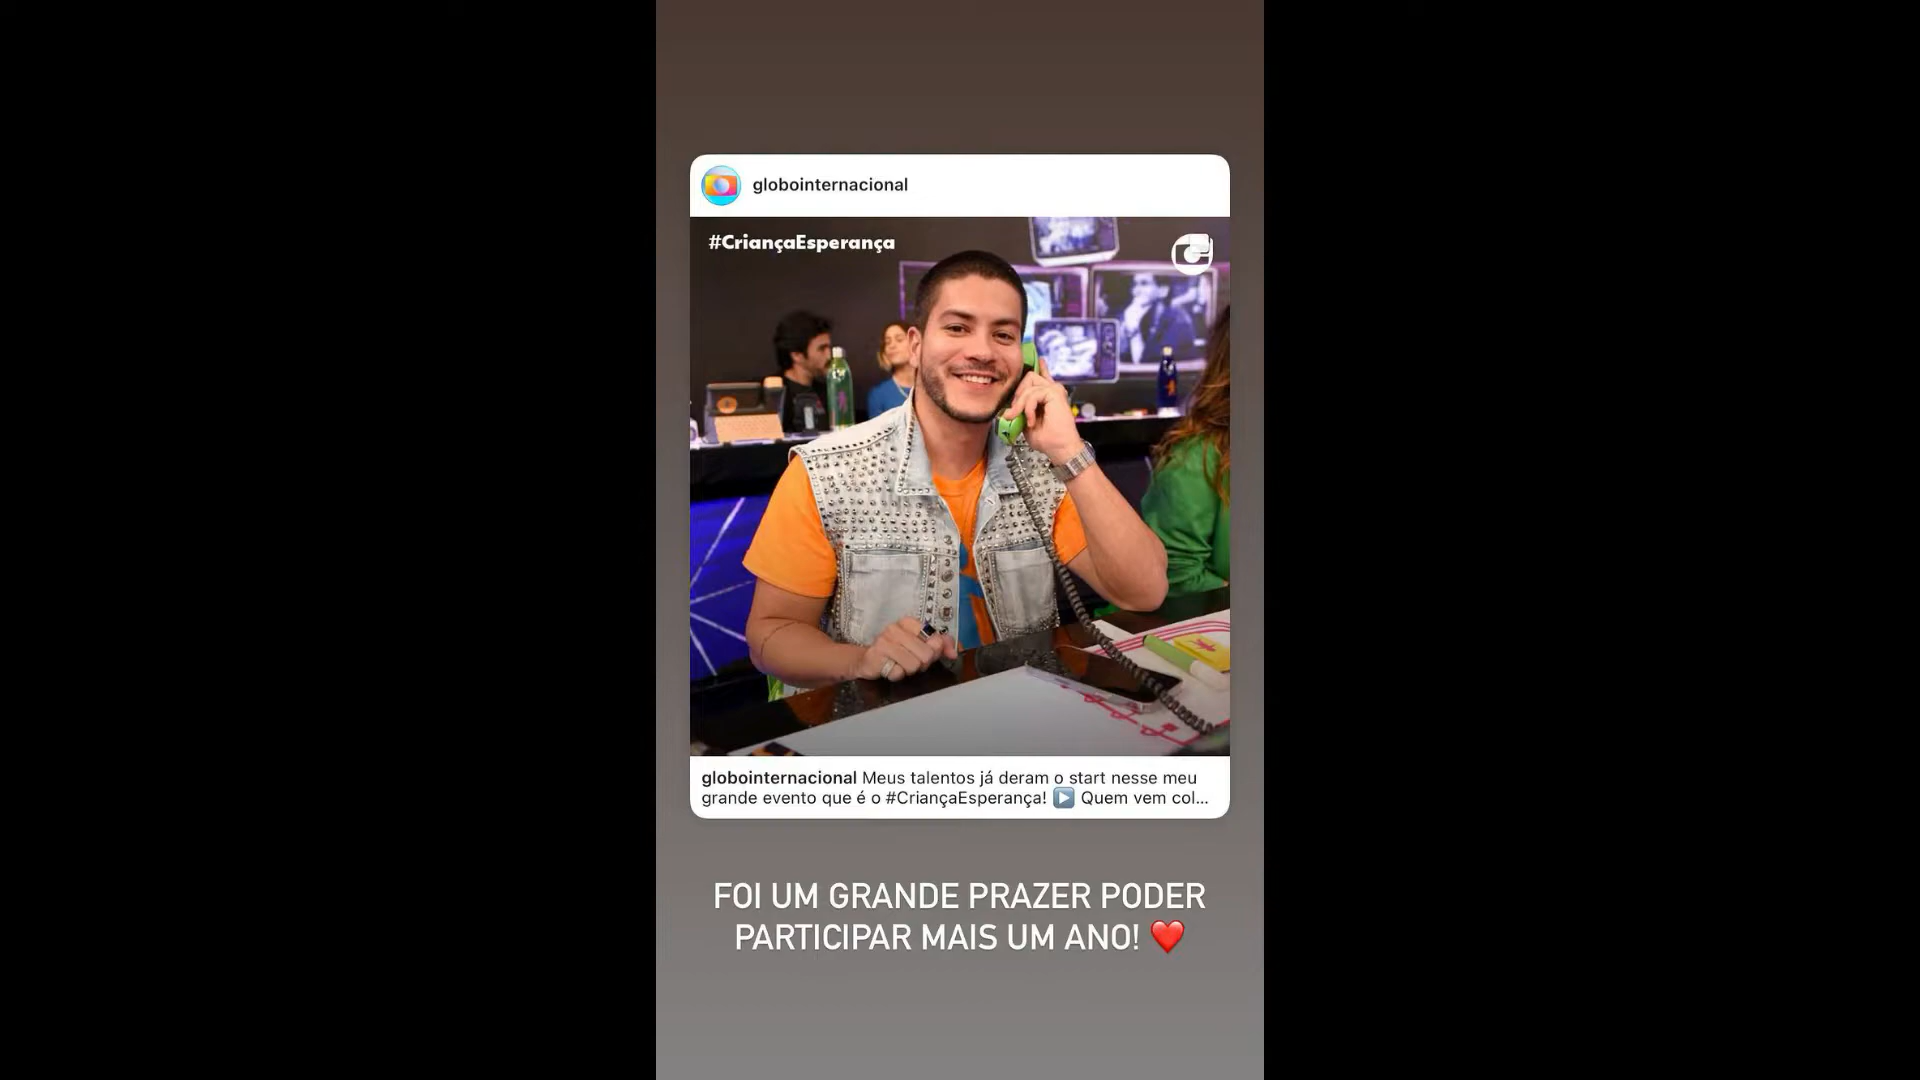 globointernacional
#CriançaEsperança
globointernacional Meus talentos já deram o start nesse meu
grande evento que é o #CriançaEsperança! ▶️ Quem vem col...
FOI UM GRANDE PRAZER PODER
PARTICIPAR MAIS UM ANO! ❤️